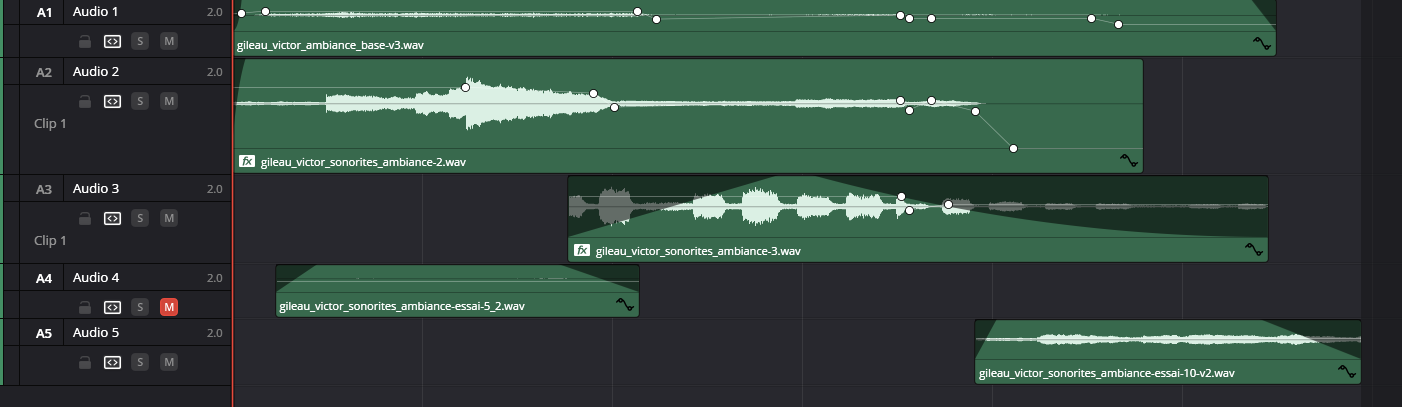 A1 Audio 1 2.0
S M
gileau_victor_ambiance_base-v3.wav
A2 Audio 2 2.0
S M
Clip 1
fx gileau_victor_sonorites_ambiance-2.wav
A3 Audio 3 2.0
S M
Clip 1
fx gileau_victor_sonorites_ambiance-3.wav
A4 Audio 4 2.0
S M
gileau_victor_sonorites_ambiance-essai-5_2.wav
A5 Audio 5 2.0
S M
gileau_victor_sonorites_ambiance-essai-10-v2.wav